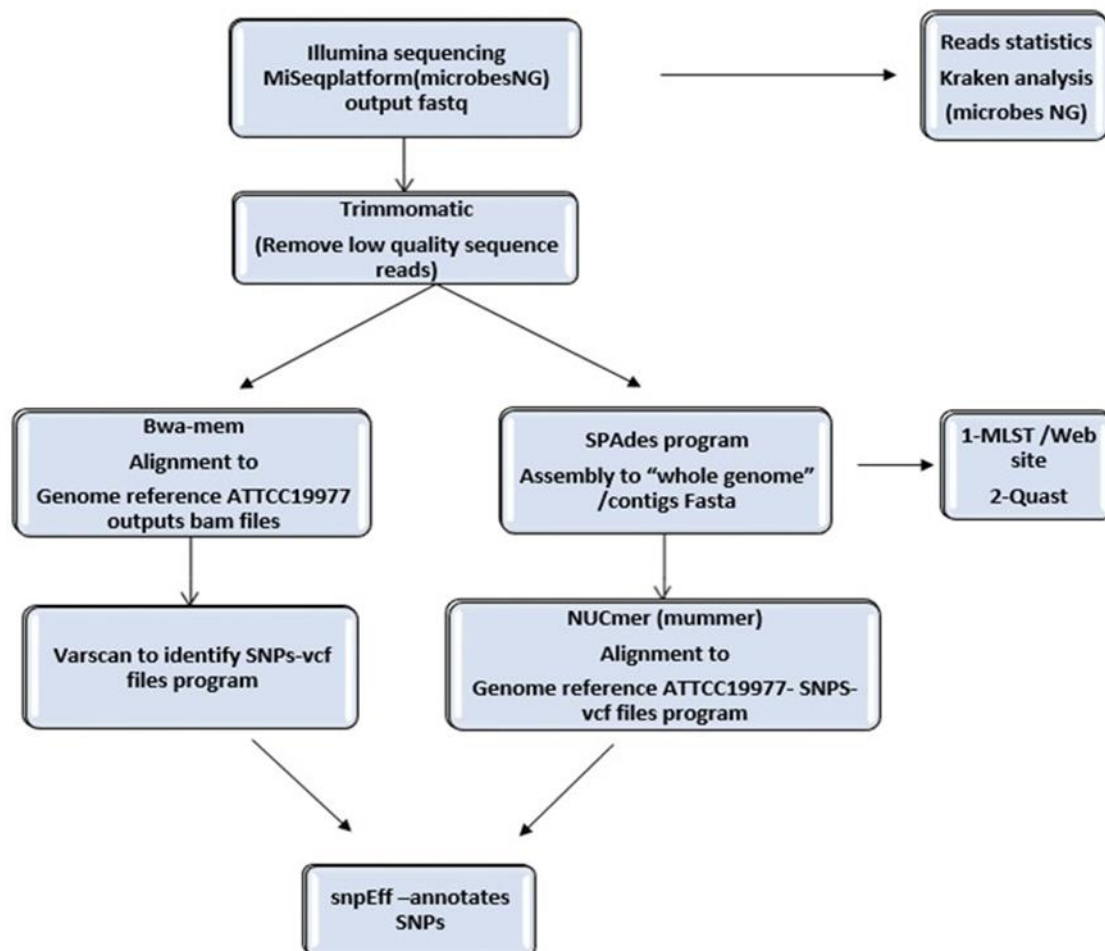 Illumina sequencing
MiSeqplatform(microbesNG)
output fastq
Reads statistics
Kraken analysis
(microbes NG)
Trimmomatic
(Remove low quality sequence
reads)
Bwa-mem
Alignment to
Genome reference ATTCC19977
outputs bam files
SPAdes program
Assembly to “whole genome”
/contigs Fasta
1-MLST /Web
site
2-Quast
Varscan to identify SNPs-vcf
files program
NUCmer (mummer)
Alignment to
Genome reference ATTCC19977- SNPS-
vcf files program
snpEff –annotates
SNPs